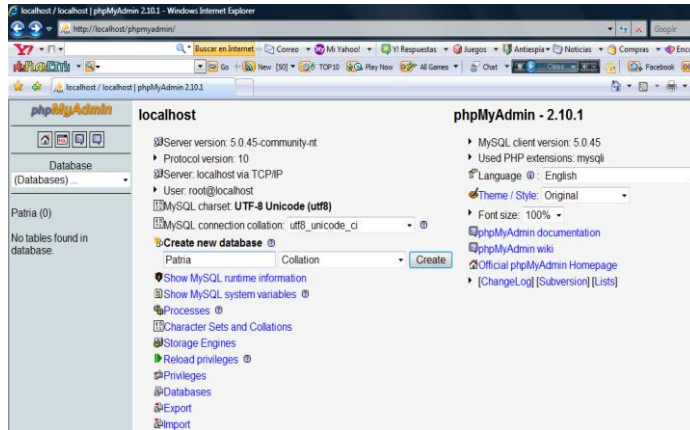 localhost / localhost | phpMyAdmin 2.10.1 - Windows Internet Explorer
http://localhost/phpmyadmin/
Google
Y7
Buscar en Internet Correo Mi Yahoo! Y! Respuestas Juegos Antiespía Noticias Compras
Go New [50] TOP 10 Play Now All Games Chat Facebook
localhost / localhost | phpMyAdmin 2.10.1
phpMyAdmin
Database
(Databases) ...
Patria (0)
No tables found in
database.
localhost
Server version: 5.0.45-community-nt
Protocol version: 10
Server: localhost via TCP/IP
User: root@localhost
MySQL charset: UTF-8 Unicode (utf8)
MySQL connection collation: utf8_unicode_ci
Create new database
Patria Collation Create
Show MySQL runtime information
Show MySQL system variables
Processes
Character Sets and Collations
Storage Engines
Reload privileges
Privileges
Databases
Export
Import
phpMyAdmin - 2.10.1
MySQL client version: 5.0.45
Used PHP extensions: mysqli
Language : English
Theme / Style: Original
Font size: 100%
phpMyAdmin documentation
phpMyAdmin wiki
Official phpMyAdmin Homepage
[ChangeLog] [Subversion] [Lists]